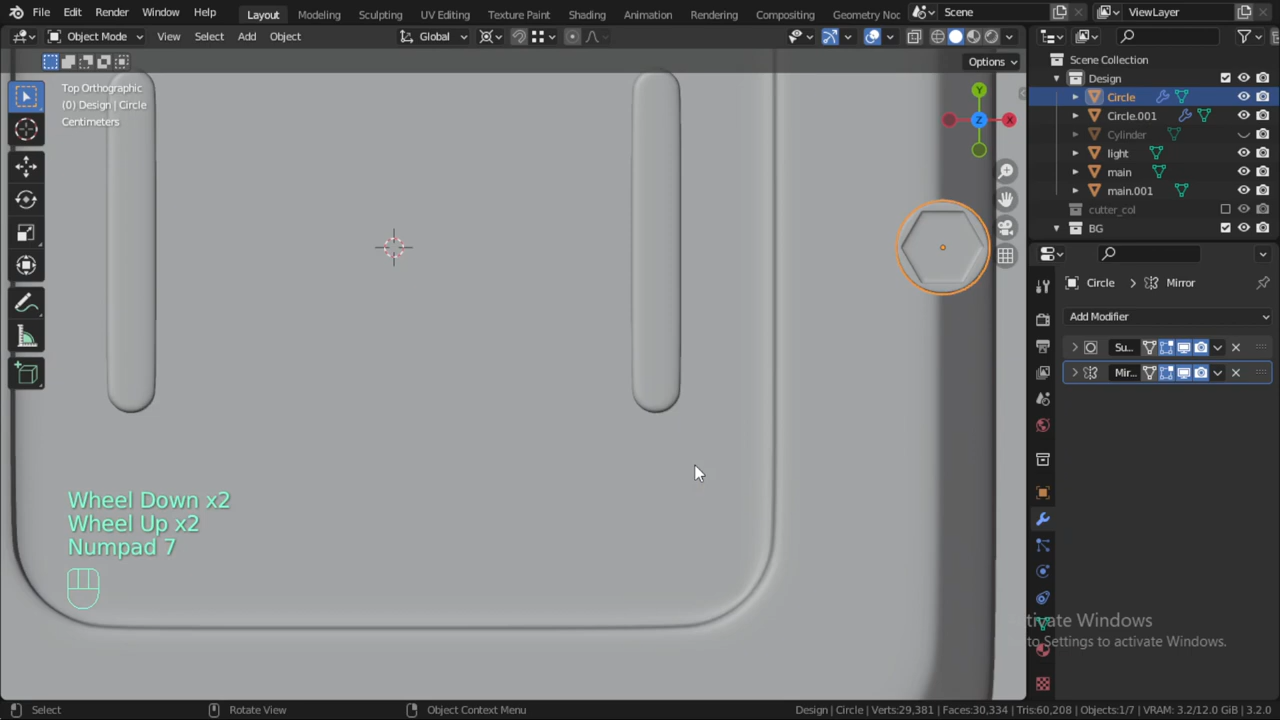 File Edit Render Window Help Layout Modeling Sculpting UV Editing Texture Paint Shading Animation Rendering Compositing Geometry Noc Scene ViewLayer
Object Mode View Select Add Object Global
Options
Top Orthographic
(0) Design | Circle
Centimeters
Y
Z
X
Scene Collection
Design
Circle
Circle.001
Cylinder
light
main
main.001
cutter_col
BG
Circle > Mirror
Add Modifier
Su...
Mir...
Wheel Down x2
Wheel Up x2
Numpad 7
Activate Windows
to Settings to activate Windows.
Select Rotate View Object Context Menu Design | Circle | Verts:29,381 | Faces:30,334 | Tris:60,208 | Objects:1/7 | VRAM: 3.2/12.0 GiB | 3.2.0